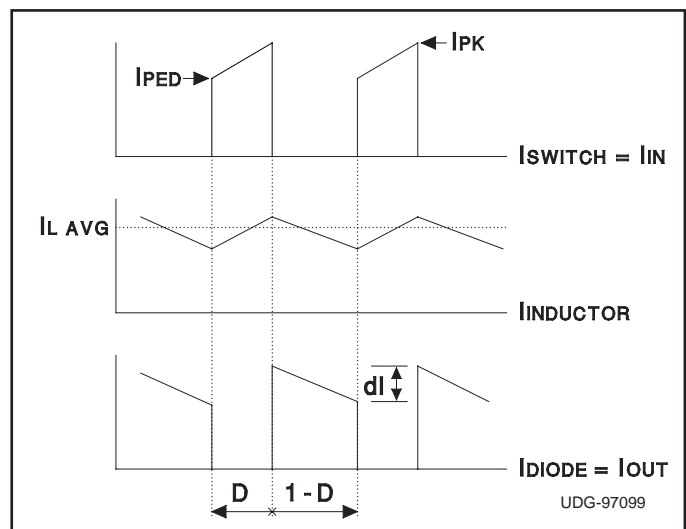 IPK
IPED
ISWITCH = IIN
IL AVG
IINDUCTOR
dI
IDIODE = IOUT
D 1 - D
UDG-97099